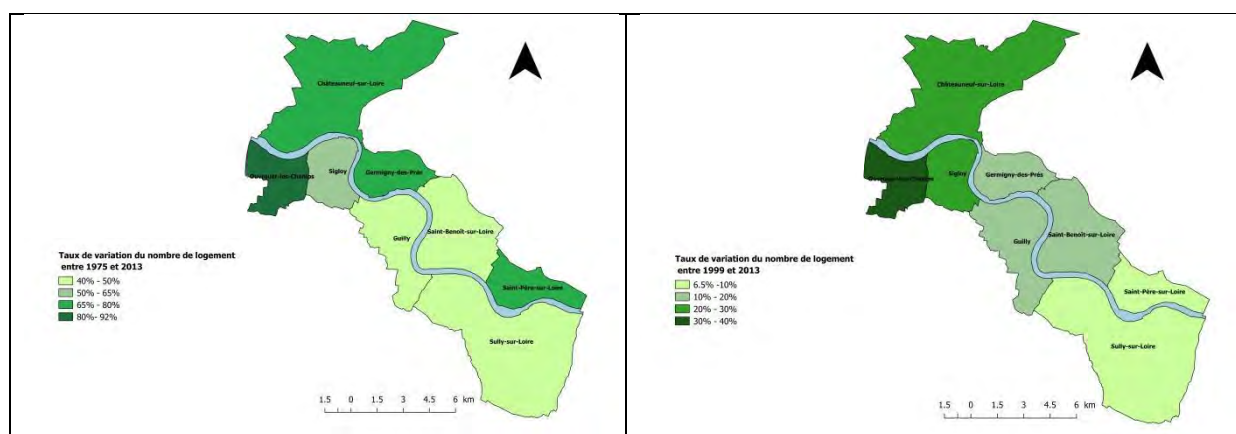 Châteauneuf-sur-Loire
Sigloy
Germigny-des-Prés
Guilly
Saint-Benoît-sur-Loire
Saint-Père-sur-Loire
Sully-sur-Loire
Taux de variation du nombre de logement
entre 1975 et 2013
40% - 50%
50% - 65%
65% - 80%
80%- 92%
1.5 0 1.5 3 4.5 6 km
Châteauneuf-sur-Loire
Sigloy
Germigny-des-Prés
Guilly
Saint-Benoît-sur-Loire
Saint-Père-sur-Loire
Sully-sur-Loire
Taux de variation du nombre de logement
entre 1999 et 2013
6.5% -10%
10% - 20%
20% - 30%
30% - 40%
1.5 0 1.5 3 4.5 6 km